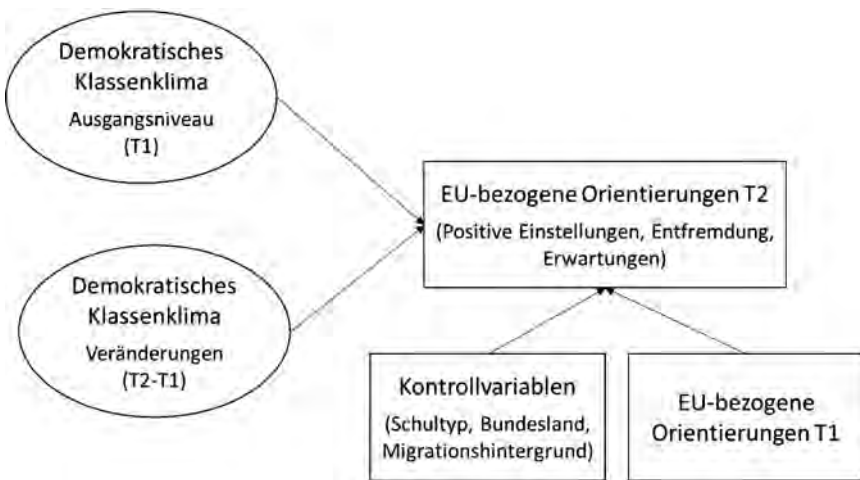 Demokratisches
Klassenklima
Ausgangsniveau
(T1)
EU-bezogene Orientierungen T2
(Positive Einstellungen, Entfremdung,
Erwartungen)
Demokratisches
Klassenklima
Veränderungen
(T2-T1)
Kontrollvariablen
(Schultyp, Bundesland,
Migrationshintergrund)
EU-bezogene
Orientierungen T1